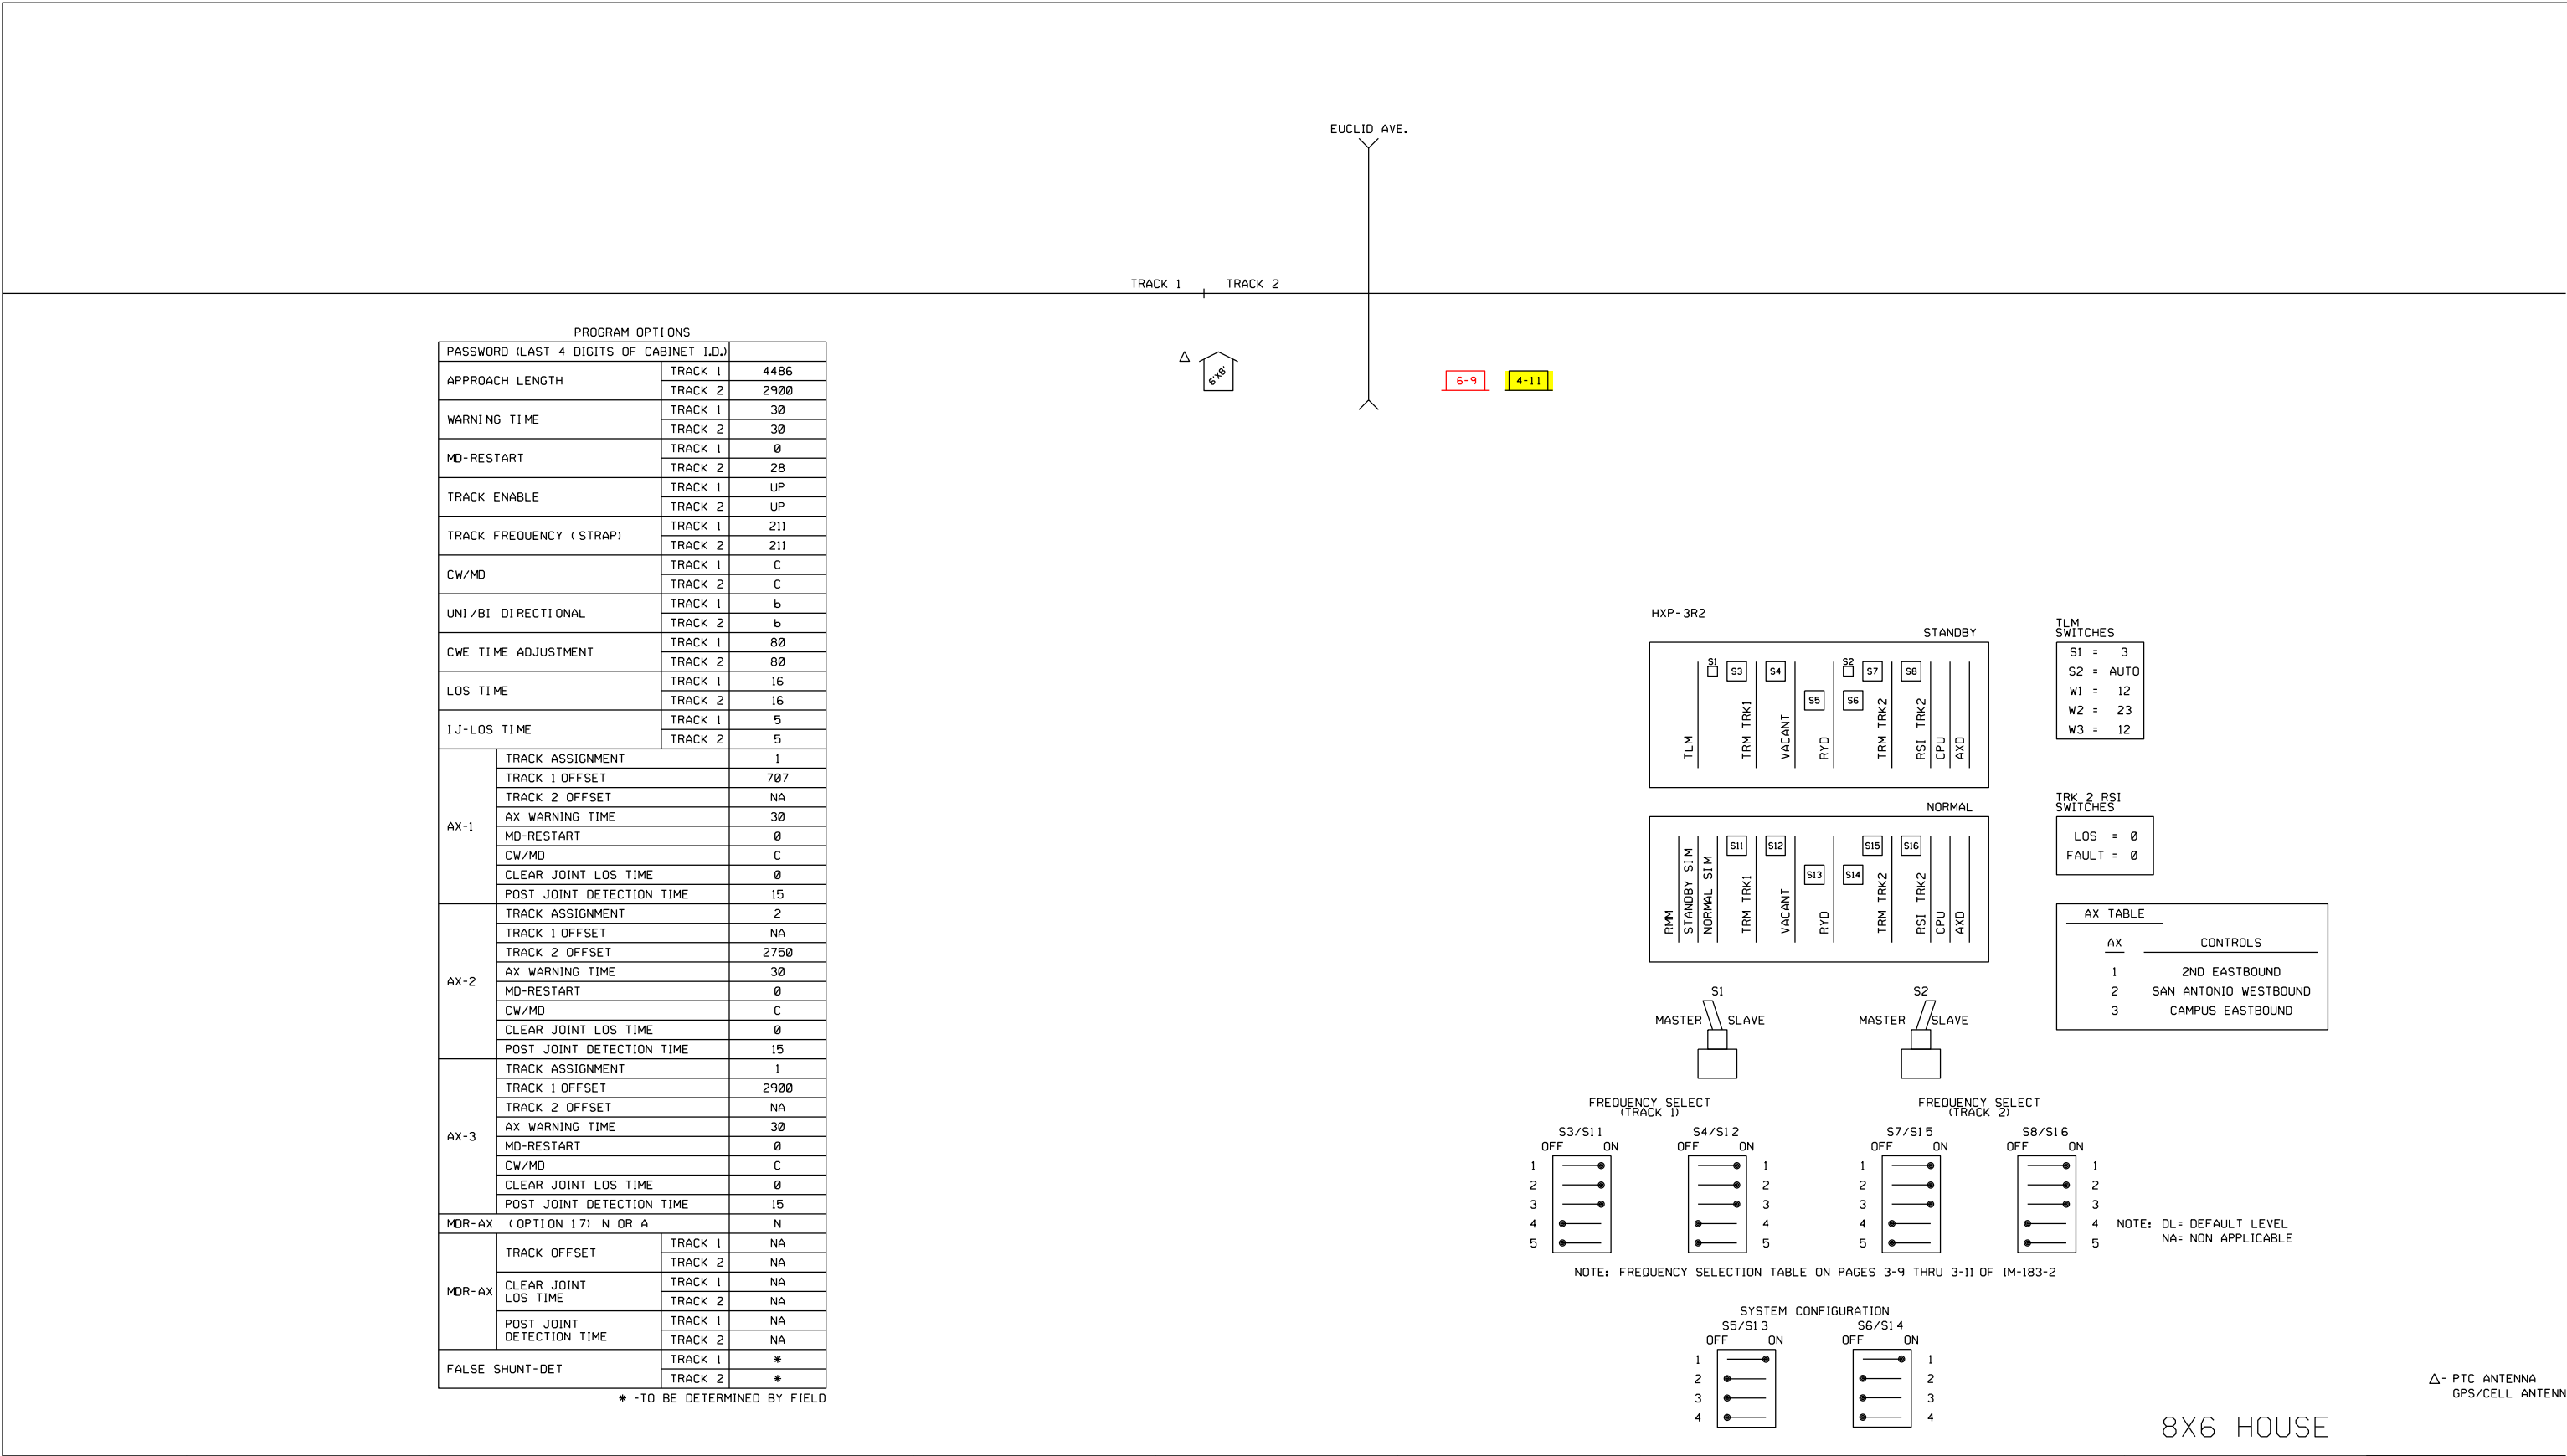 EUCLID AVE.
TRACK 1 TRACK 2
6'X8'
6-9 4-11
PROGRAM OPTIONS
PASSWORD (LAST 4 DIGITS OF CABINET I.D.)
APPROACH LENGTH TRACK 1 4486
TRACK 2 2900
WARNING TIME TRACK 1 30
TRACK 2 30
MD-RESTART TRACK 1 0
TRACK 2 28
TRACK ENABLE TRACK 1 UP
TRACK 2 UP
TRACK FREQUENCY (STRAP) TRACK 1 211
TRACK 2 211
CW/MD TRACK 1 C
TRACK 2 C
UNI/BI DIRECTIONAL TRACK 1 b
TRACK 2 b
CWE TIME ADJUSTMENT TRACK 1 80
TRACK 2 80
LOS TIME TRACK 1 16
TRACK 2 16
IJ-LOS TIME TRACK 1 5
TRACK 2 5
AX-1
TRACK ASSIGNMENT 1
TRACK 1 OFFSET 707
TRACK 2 OFFSET NA
AX WARNING TIME 30
MD-RESTART 0
CW/MD C
CLEAR JOINT LOS TIME 0
POST JOINT DETECTION TIME 15
AX-2
TRACK ASSIGNMENT 2
TRACK 1 OFFSET NA
TRACK 2 OFFSET 2750
AX WARNING TIME 30
MD-RESTART 0
CW/MD C
CLEAR JOINT LOS TIME 0
POST JOINT DETECTION TIME 15
AX-3
TRACK ASSIGNMENT 1
TRACK 1 OFFSET 2900
TRACK 2 OFFSET NA
AX WARNING TIME 30
MD-RESTART 0
CW/MD C
CLEAR JOINT LOS TIME 0
POST JOINT DETECTION TIME 15
MDR-AX (OPTION 17) N OR A N
MDR-AX
TRACK OFFSET TRACK 1 NA
TRACK 2 NA
CLEAR JOINT LOS TIME TRACK 1 NA
TRACK 2 NA
POST JOINT DETECTION TIME TRACK 1 NA
TRACK 2 NA
FALSE SHUNT-DET TRACK 1 *
TRACK 2 *
* -TO BE DETERMINED BY FIELD
HXP-3R2
STANDBY
S1 S3 S4 S2 S7 S8
S5 S6
TLM TRM TRK1 VACANT RYD TRM TRK2 RSI TRK2 CPU AXD
NORMAL
S11 S12 S15 S16
S13 S14
RMM STANDBY SIM NORMAL SIM TRM TRK1 VACANT RYD TRM TRK2 RSI TRK2 CPU AXD
TLM
SWITCHES
S1 = 3
S2 = AUTO
W1 = 12
W2 = 23
W3 = 12
TRK 2 RSI
SWITCHES
LOS = 0
FAULT = 0
AX TABLE
AX CONTROLS
1 2ND EASTBOUND
2 SAN ANTONIO WESTBOUND
3 CAMPUS EASTBOUND
S1 S2
MASTER SLAVE MASTER SLAVE
FREQUENCY SELECT
(TRACK 1)
S3/S11 S4/S12
OFF ON OFF ON
1 1
2 2
3 3
4 4
5 5
FREQUENCY SELECT
(TRACK 2)
S7/S15 S8/S16
OFF ON OFF ON
1 1
2 2
3 3
4 4
5 5
NOTE: DL= DEFAULT LEVEL
NA= NON APPLICABLE
NOTE: FREQUENCY SELECTION TABLE ON PAGES 3-9 THRU 3-11 OF IM-183-2
SYSTEM CONFIGURATION
S5/S13 S6/S14
OFF ON OFF ON
1 1
2 2
3 3
4 4
- PTC ANTENNA
GPS/CELL ANTENN
8X6 HOUSE